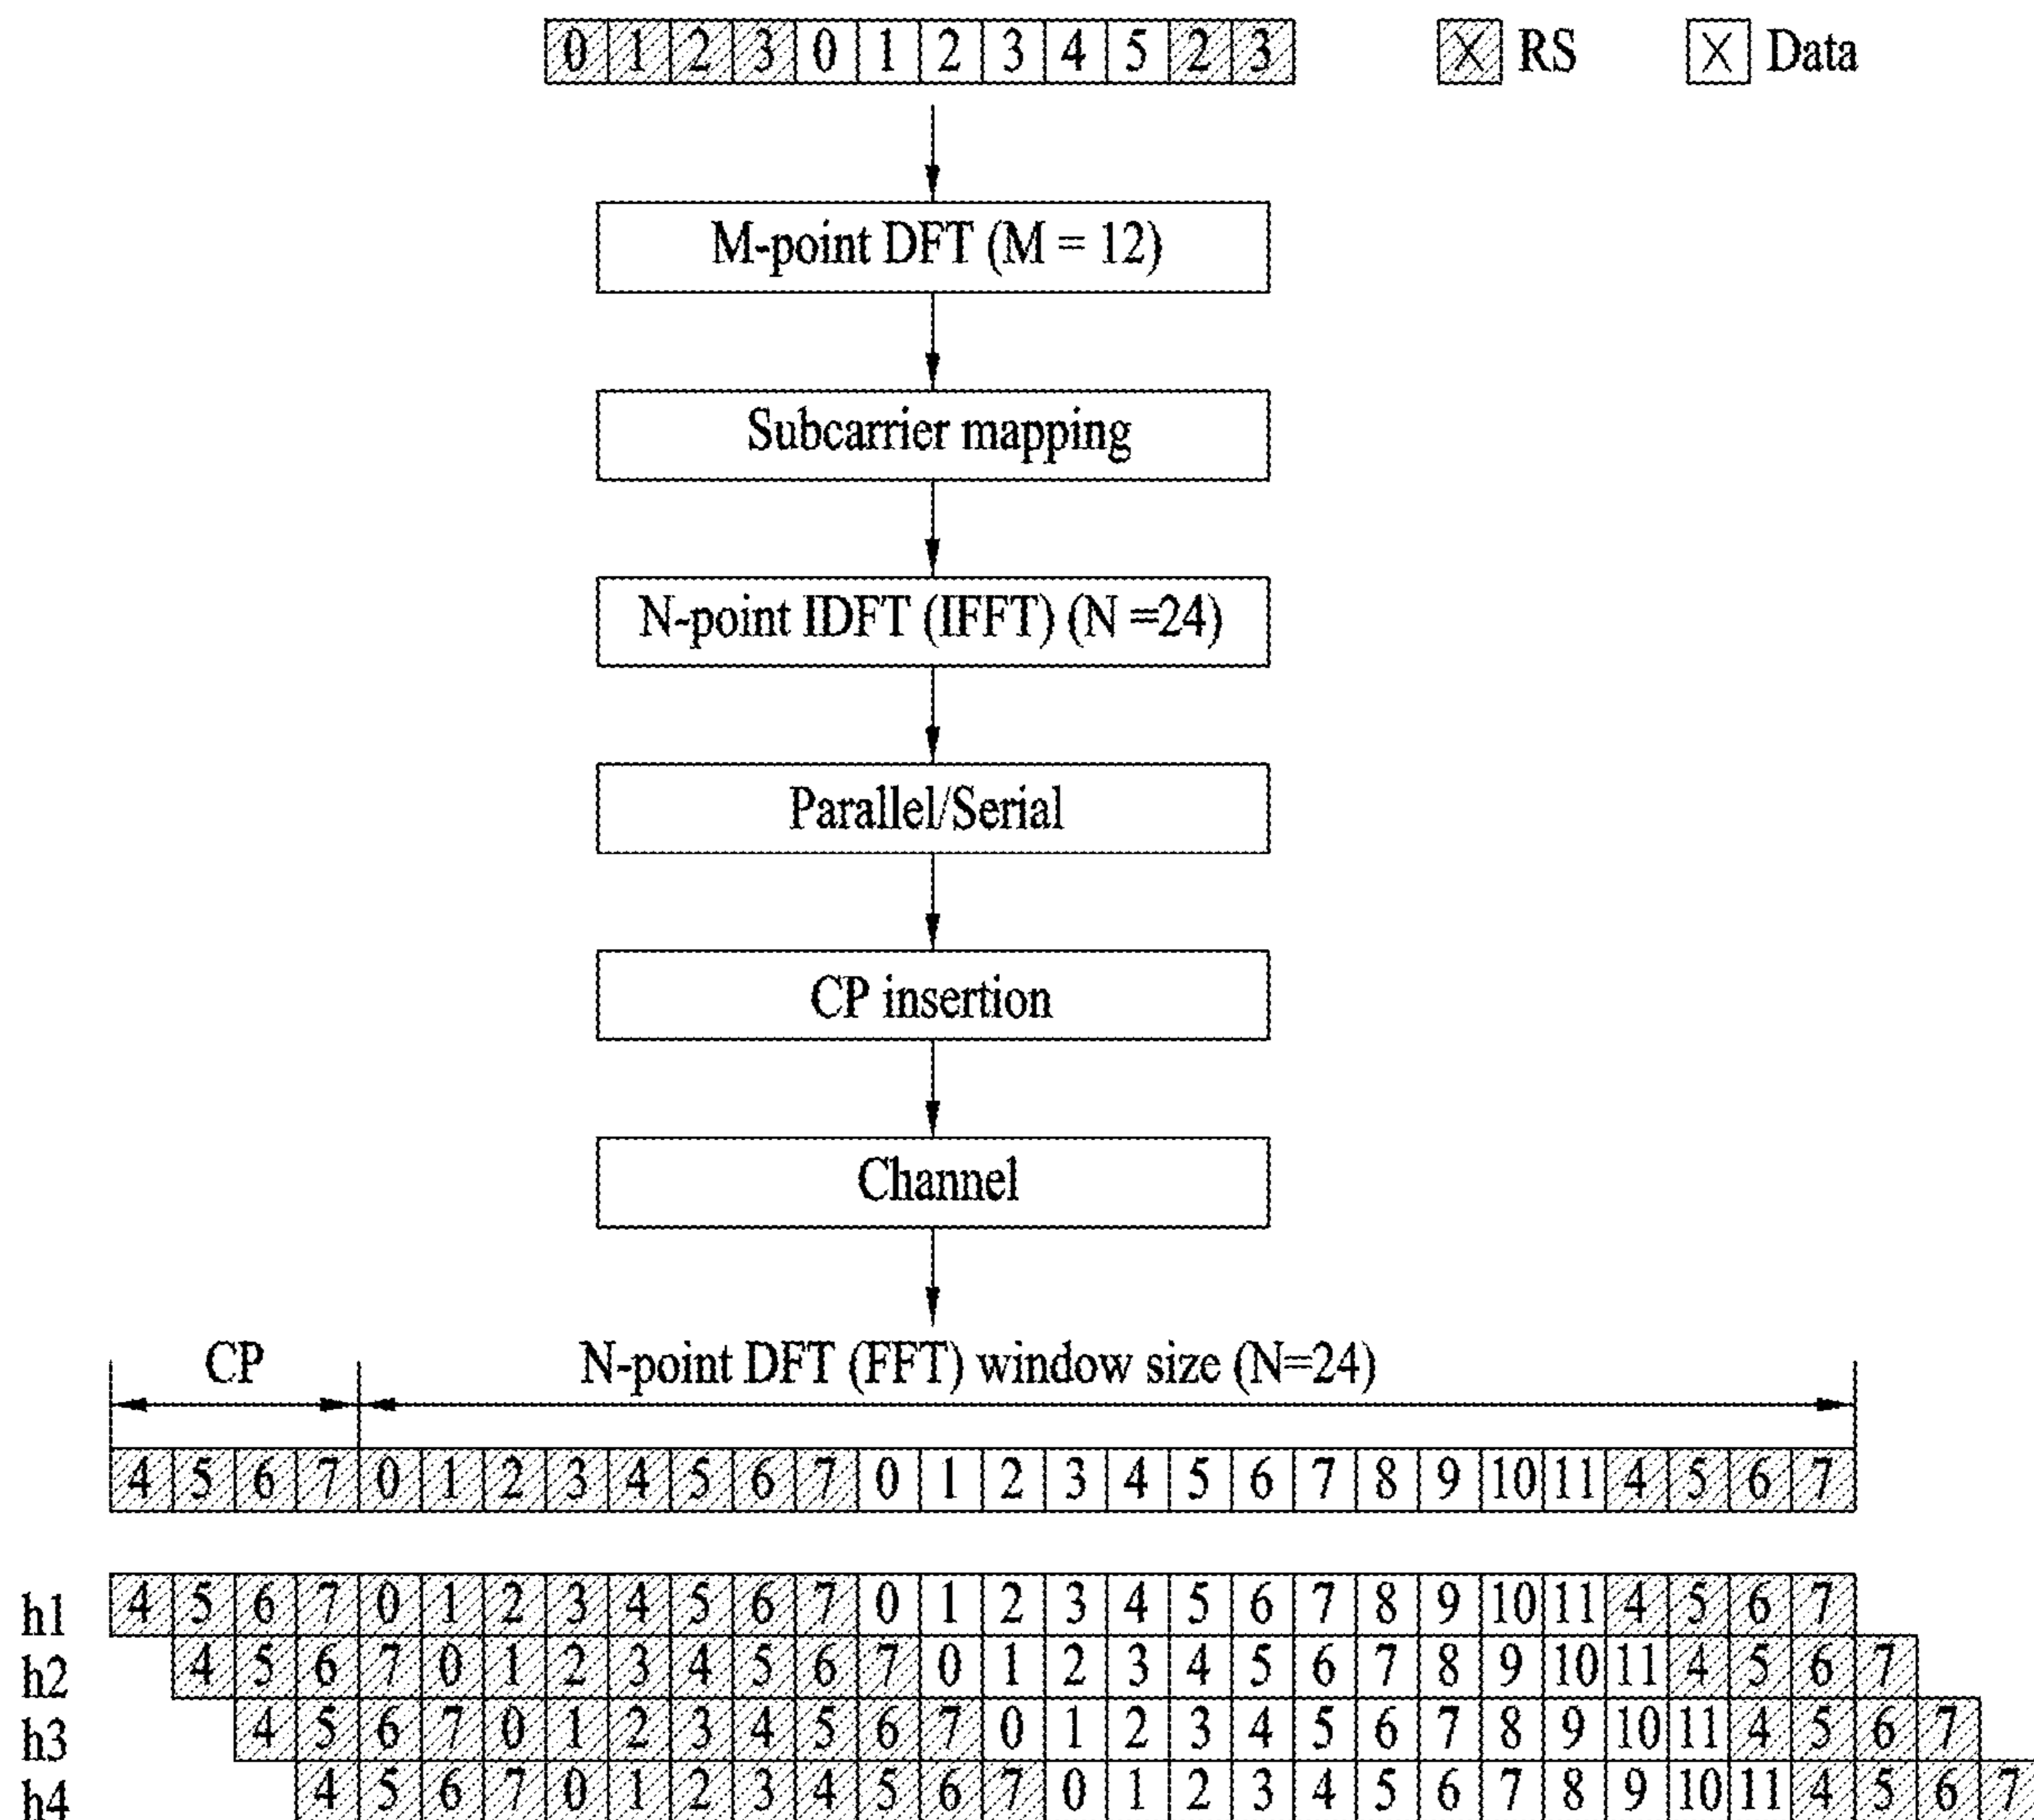 0 1 2 3 0 1 2 3 4 5 2 3 X RS X Data
M-point DFT (M = 12)
Subcarrier mapping
N-point IDFT (IFFT) (N =24)
Parallel/Serial
CP insertion
Channel
CP N-point DFT (FFT) window size (N=24)
4 5 6 7 0 1 2 3 4 5 6 7 0 1 2 3 4 5 6 7 8 9 10 11 4 5 6 7
h1 4 5 6 7 0 1 2 3 4 5 6 7 0 1 2 3 4 5 6 7 8 9 10 11 4 5 6 7
h2 4 5 6 7 0 1 2 3 4 5 6 7 0 1 2 3 4 5 6 7 8 9 10 11 4 5 6 7
h3 4 5 6 7 0 1 2 3 4 5 6 7 0 1 2 3 4 5 6 7 8 9 10 11 4 5 6 7
h4 4 5 6 7 0 1 2 3 4 5 6 7 0 1 2 3 4 5 6 7 8 9 10 11 4 5 6 7